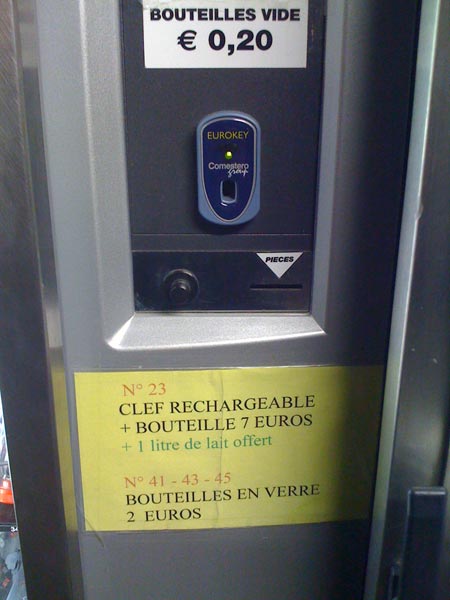 BOUTEILLES VIDE
€ 0,20
EUROKEY
Comestero
group
PIECES
N° 23
CLEF RECHARGEABLE
+ BOUTEILLE 7 EUROS
+ 1 litre de lait offert
N° 41 - 43 - 45
BOUTEILLES EN VERRE
2 EUROS